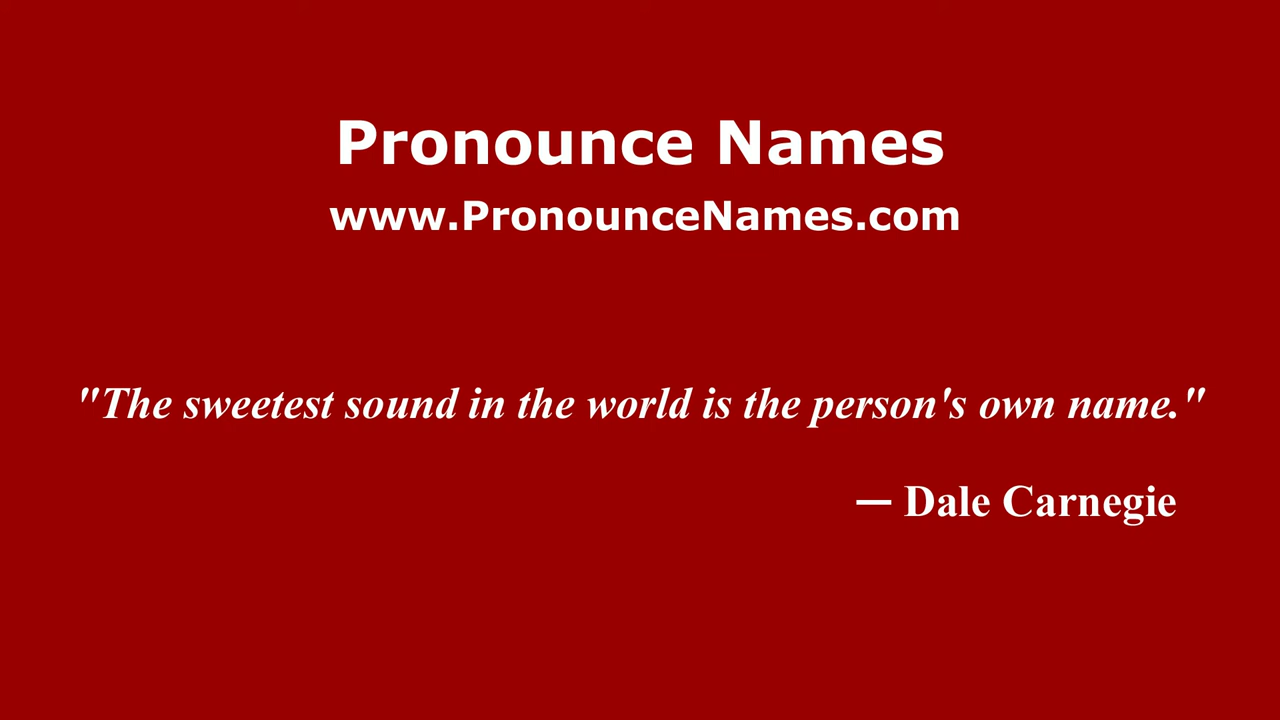 Pronounce Names
www.PronounceNames.com
"The sweetest sound in the world is the person's own name."
— Dale Carnegie